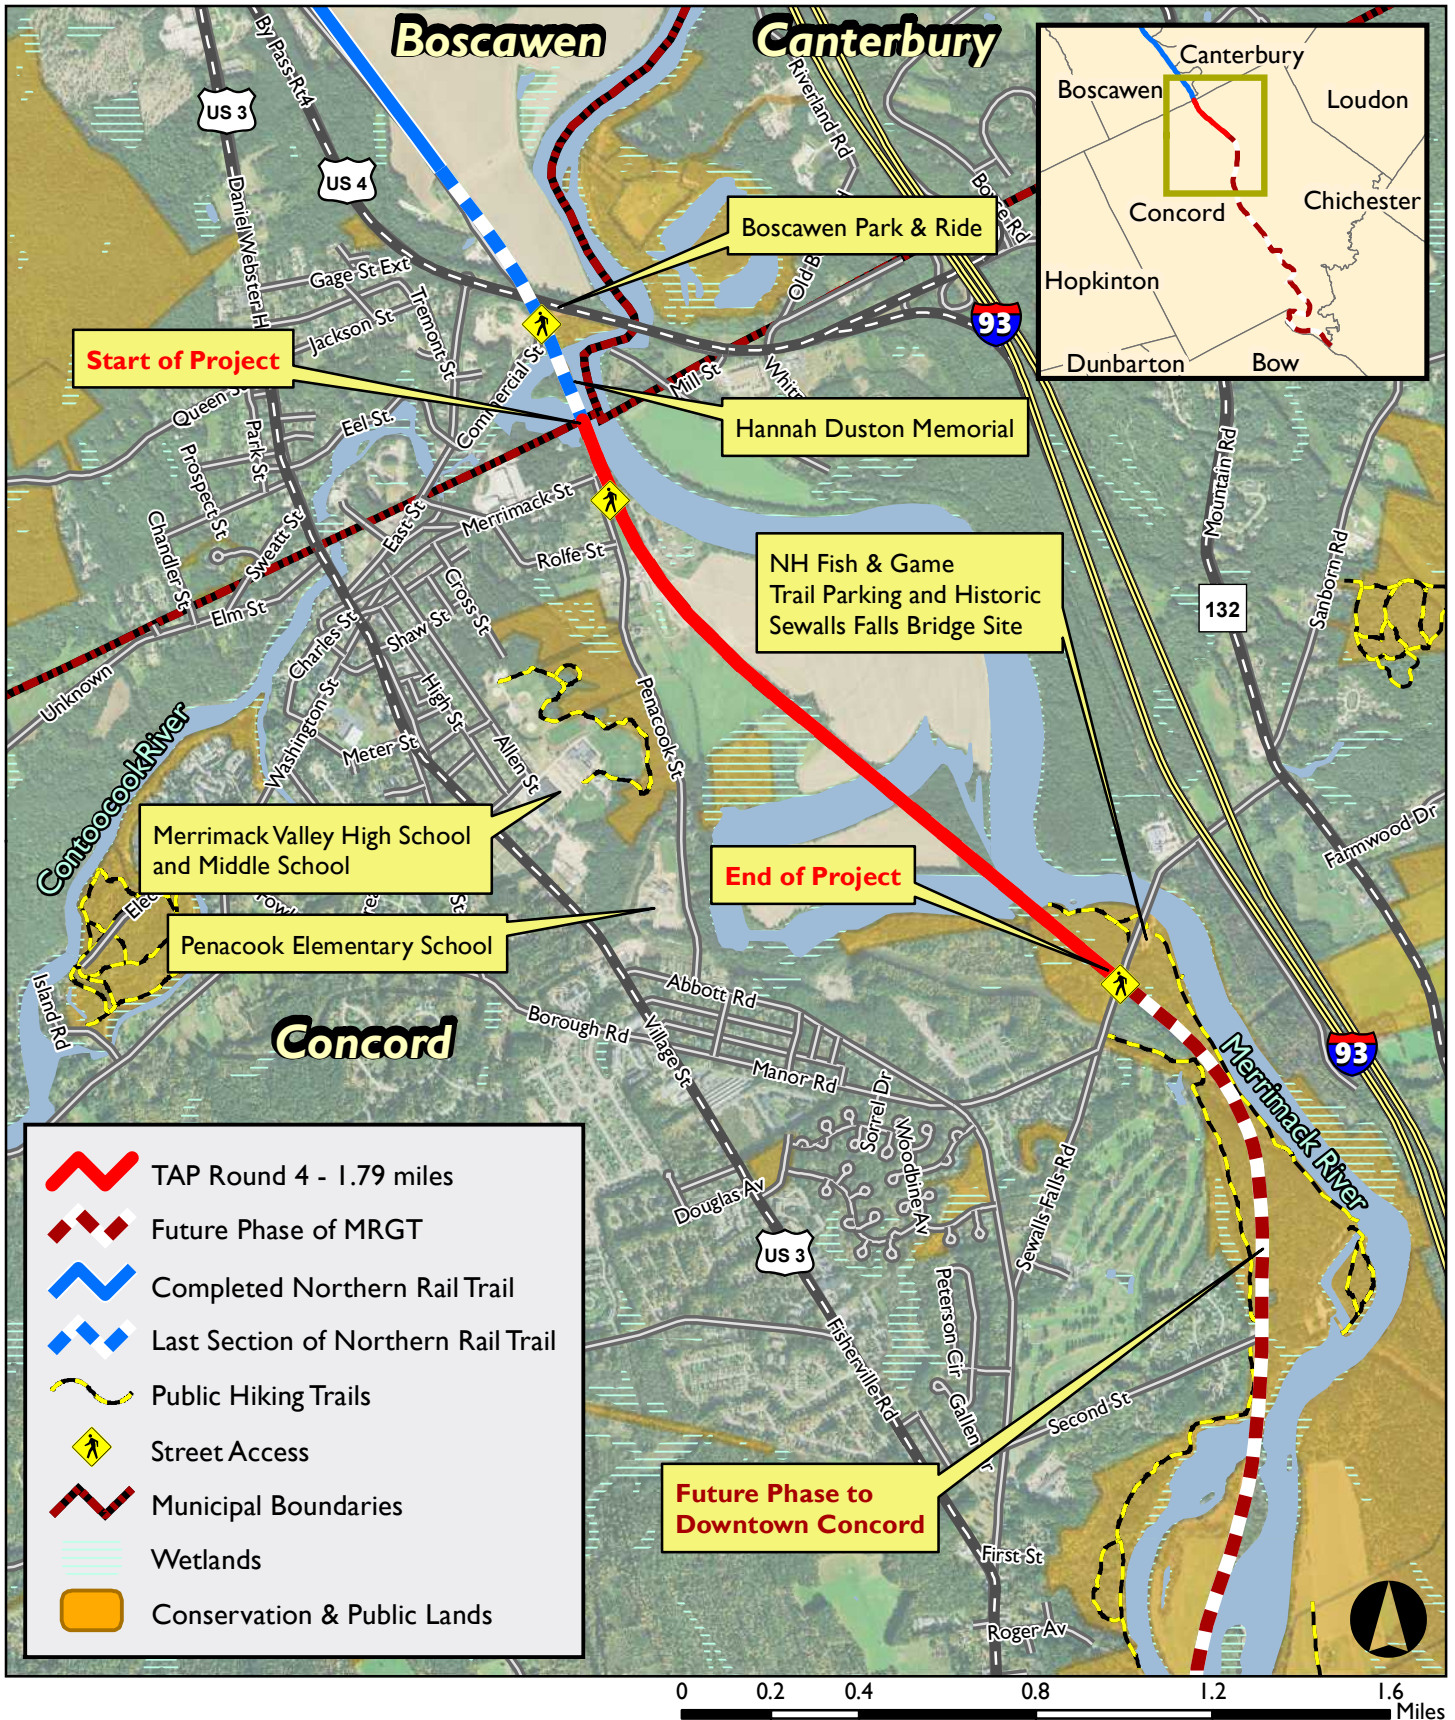 Boscawen
Canterbury
By Pass Rt4
US 3
US 4
Daniel Webster H
Riverland Rd
Gage St Ext
Jackson St
Tremont St
Commercial St
Boscawen Park & Ride
93
Start of Project
Mill St
Hannah Duston Memorial
Eel St.
Park St
Prospect St
Chandler St
Sweatt St
East St
Merrimack St
Rolfe St
Elm St
Cross St
Charles St
Shaw St
Unknown
Washington St
High St
Meter St
Allen St
Penacook St
Contoocook River
NH Fish & Game
Trail Parking and Historic
Sewalls Falls Bridge Site
Mountain Rd
132
Sanborn Rd
Farmwood Dr
Merrimack Valley High School
and Middle School
End of Project
Penacook Elementary School
Island Rd
Concord
Abbott Rd
Borough Rd
Village St
Manor Rd
Sorrel Dr
Woodbine Av
Douglas Av
US 3
Sewalls Falls Rd
Merrimack River
93
Peterson Cir
Fisherville Rd
Gallen
Second St
Future Phase to
Downtown Concord
First St
Roger Av
Canterbury
Boscawen
Loudon
Concord
Chichester
Hopkinton
Dunbarton
Bow
TAP Round 4 - 1.79 miles
Future Phase of MRGT
Completed Northern Rail Trail
Last Section of Northern Rail Trail
Public Hiking Trails
Street Access
Municipal Boundaries
Wetlands
Conservation & Public Lands
0 0.2 0.4 0.8 1.2 1.6
Miles